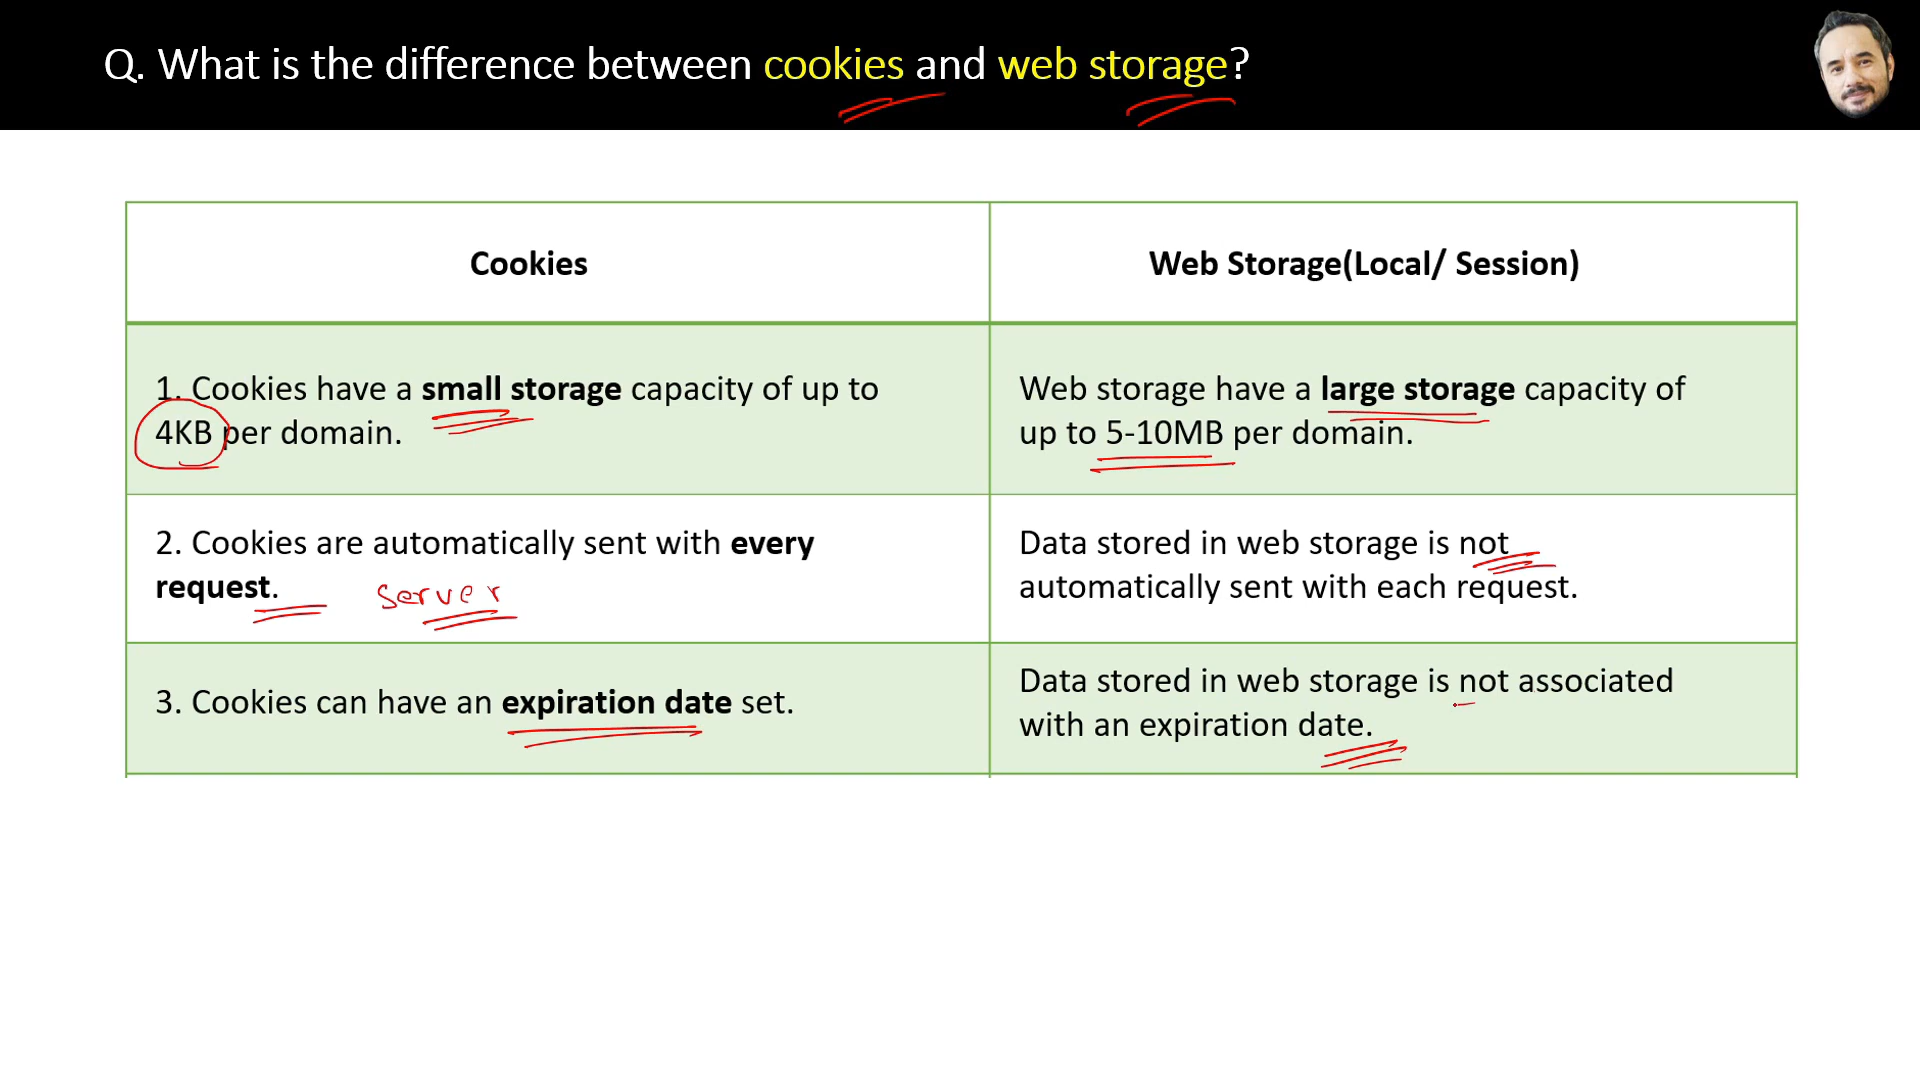 Q. What is the difference between cookies and web storage?
Cookies
Web Storage(Local/ Session)
1. Cookies have a small storage capacity of up to
4KB per domain.
Web storage have a large storage capacity of
up to 5-10MB per domain.
2. Cookies are automatically sent with every
request.
server
Data stored in web storage is not
automatically sent with each request.
3. Cookies can have an expiration date set.
Data stored in web storage is not associated
with an expiration date.